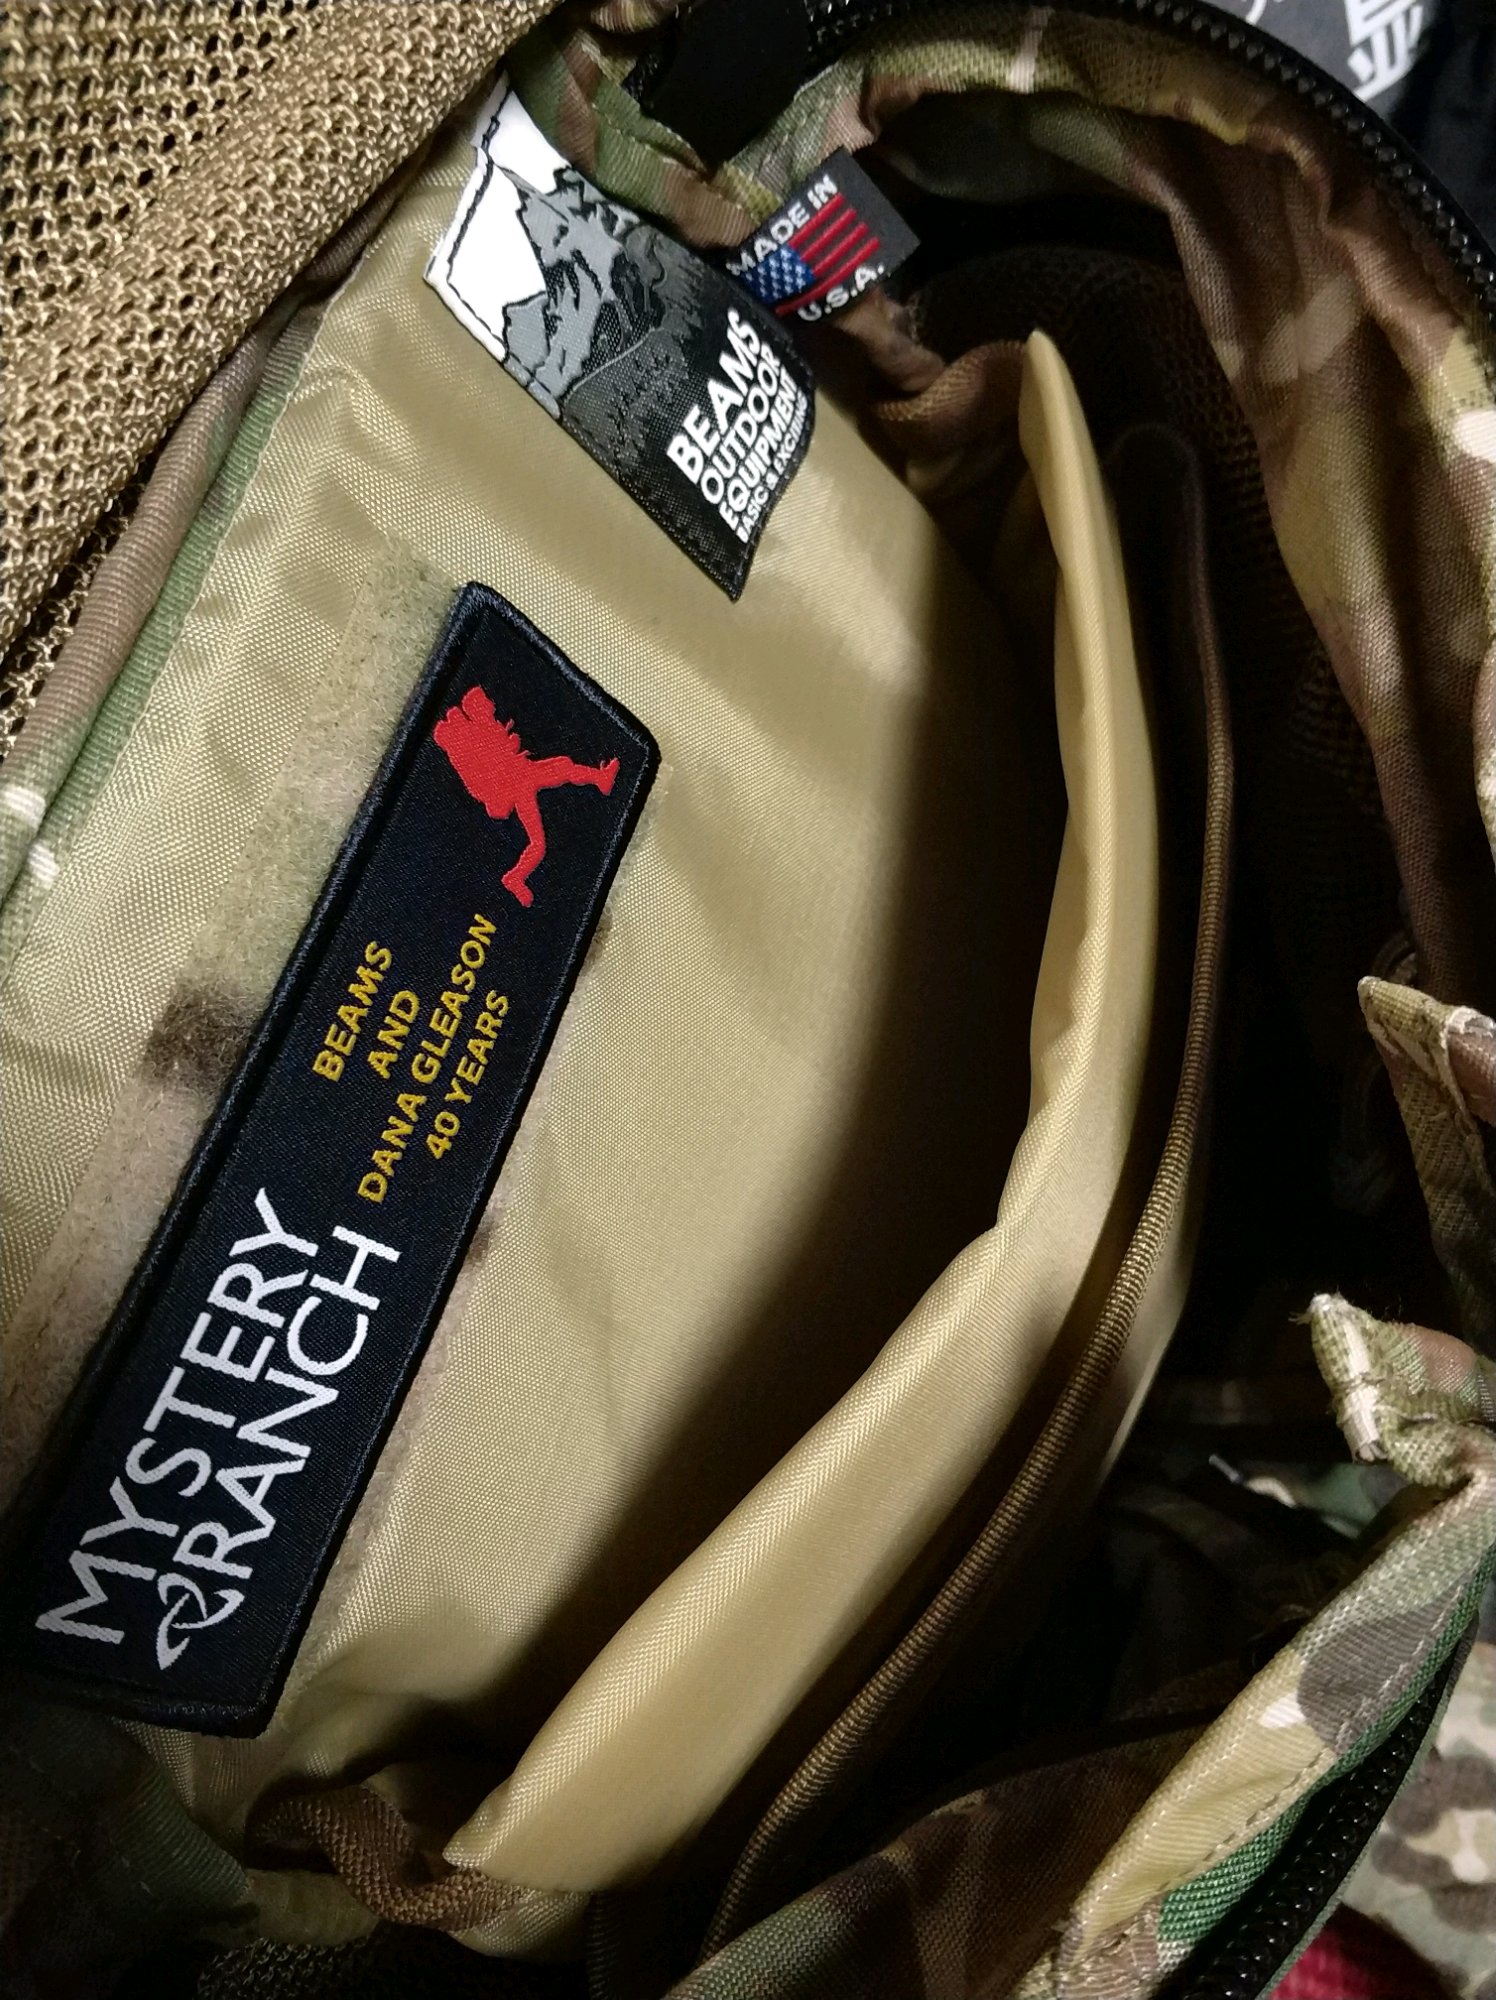 MADE IN
U.S.A.
BEAMS
OUTDOOR
EQUIPMENT
BASIC & EXCITING
BEAMS
AND
DANA GLEASON
40 YEARS
MYSTERY
RANCH